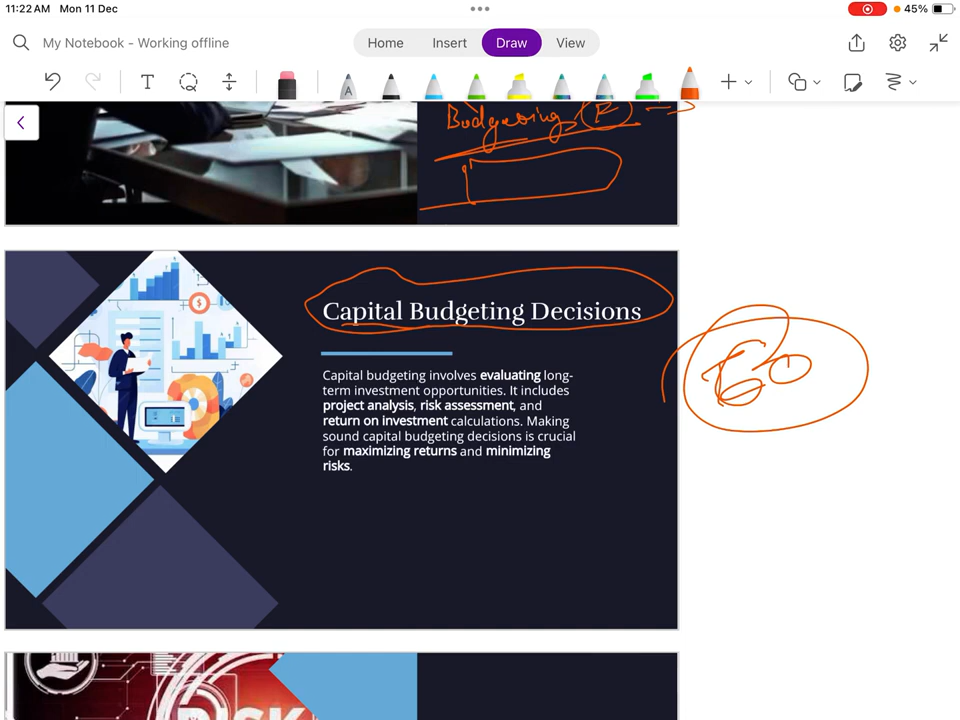 11:22 AM Mon 11 Dec
45%
My Notebook - Working offline
Home Insert Draw View
T
A
Budgeting
Capital Budgeting Decisions
Capital budgeting involves evaluating long-
term investment opportunities. It includes
project analysis, risk assessment, and
return on investment calculations. Making
sound capital budgeting decisions is crucial
for maximizing returns and minimizing
risks.
RISK